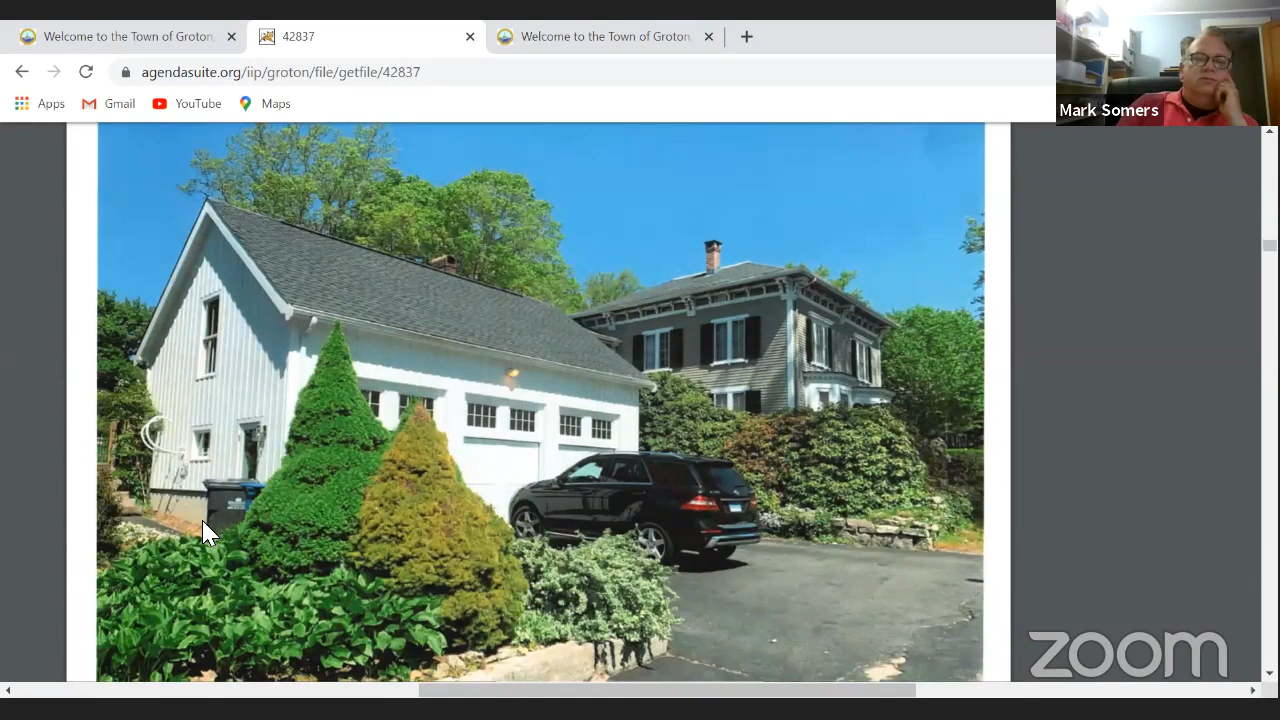 Welcome to the Town of Groton,
42837
Welcome to the Town of Groton,
agendasuite.org/iip/groton/file/getfile/42837
Apps
Gmail
YouTube
Maps
Mark Somers
zoom